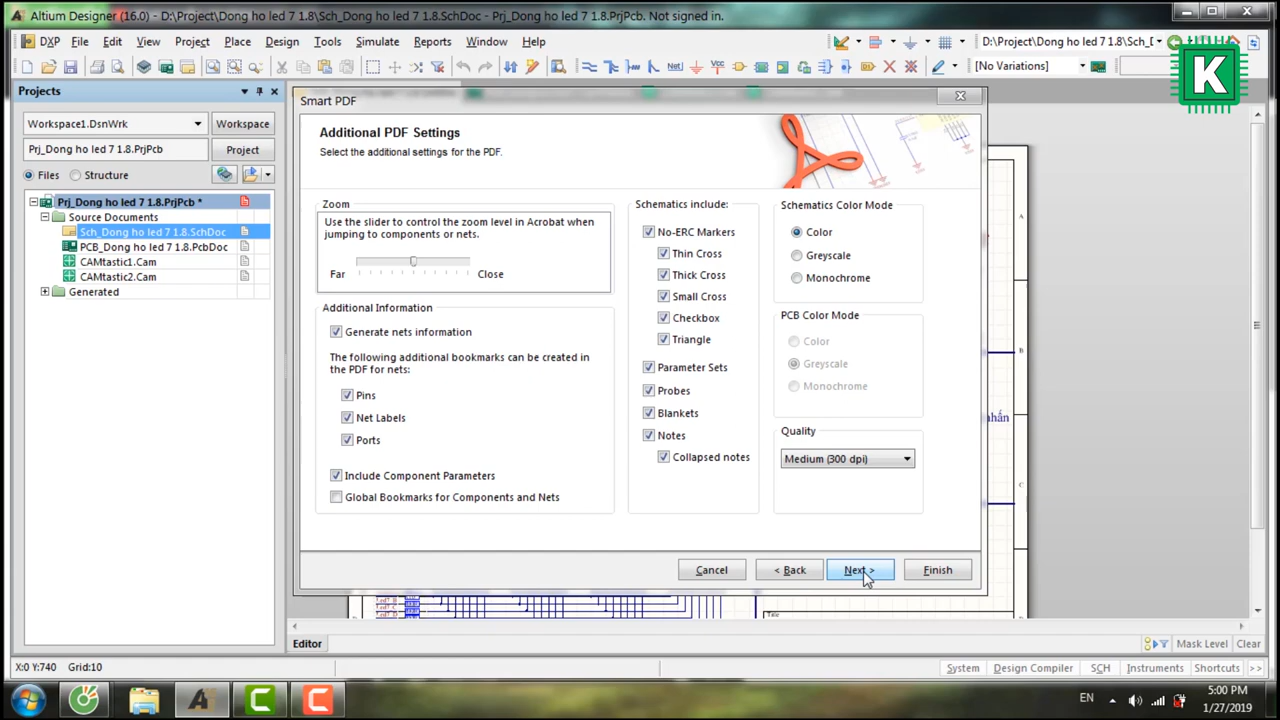 Altium Designer (16.0) - D:\Project\Dong ho led 7 1.8\Sch_Dong ho led 7 1.8.SchDoc - Prj_Dong ho led 7 1.8.PrjPcb. Not signed in.
DXP File Edit View Project Place Design Tools Simulate Reports Window Help D:\Project\Dong ho led 7 1.8\Sch_D
Net Vcc [No Variations]
K
Projects
Workspace1.DsnWrk Workspace
Prj_Dong ho led 7 1.8.PrjPcb Project
Files Structure
Prj_Dong ho led 7 1.8.PrjPcb *
Source Documents
Sch_Dong ho led 7 1.8.SchDoc
PCB_Dong ho led 7 1.8.PcbDoc
CAMtastic1.Cam
CAMtastic2.Cam
Generated
Smart PDF
Additional PDF Settings
Select the additional settings for the PDF.
Zoom
Use the slider to control the zoom level in Acrobat when
jumping to components or nets.
Far Close
Additional Information
Generate nets information
The following additional bookmarks can be created in
the PDF for nets:
Pins
Net Labels
Ports
Include Component Parameters
Global Bookmarks for Components and Nets
Schematics include:
No-ERC Markers
Thin Cross
Thick Cross
Small Cross
Checkbox
Triangle
Parameter Sets
Probes
Blankets
Notes
Collapsed notes
Schematics Color Mode
Color
Greyscale
Monochrome
PCB Color Mode
Color
Greyscale
Monochrome
Quality
Medium (300 dpi)
Cancel < Back Next > Finish
A
B
nhấn
C
Title
Editor Mask Level Clear
X:0 Y:740 Grid:10 System Design Compiler SCH Instruments Shortcuts >>
EN 5:00 PM
1/27/2019